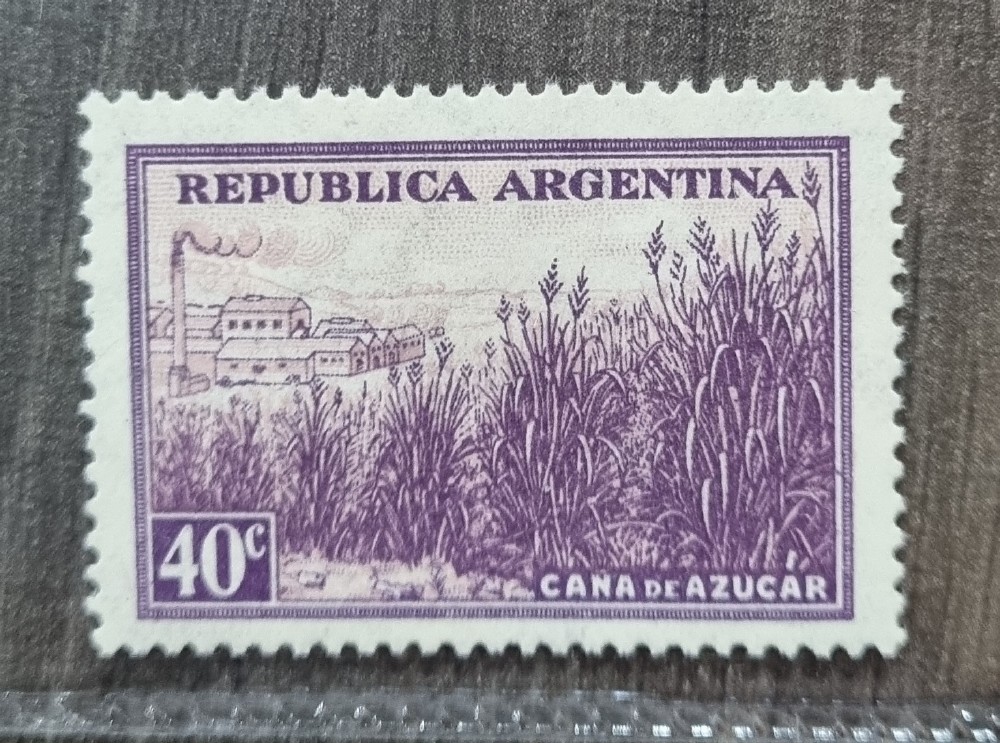 REPUBLICA ARGENTINA
40c
CAÑA DE AZUCAR